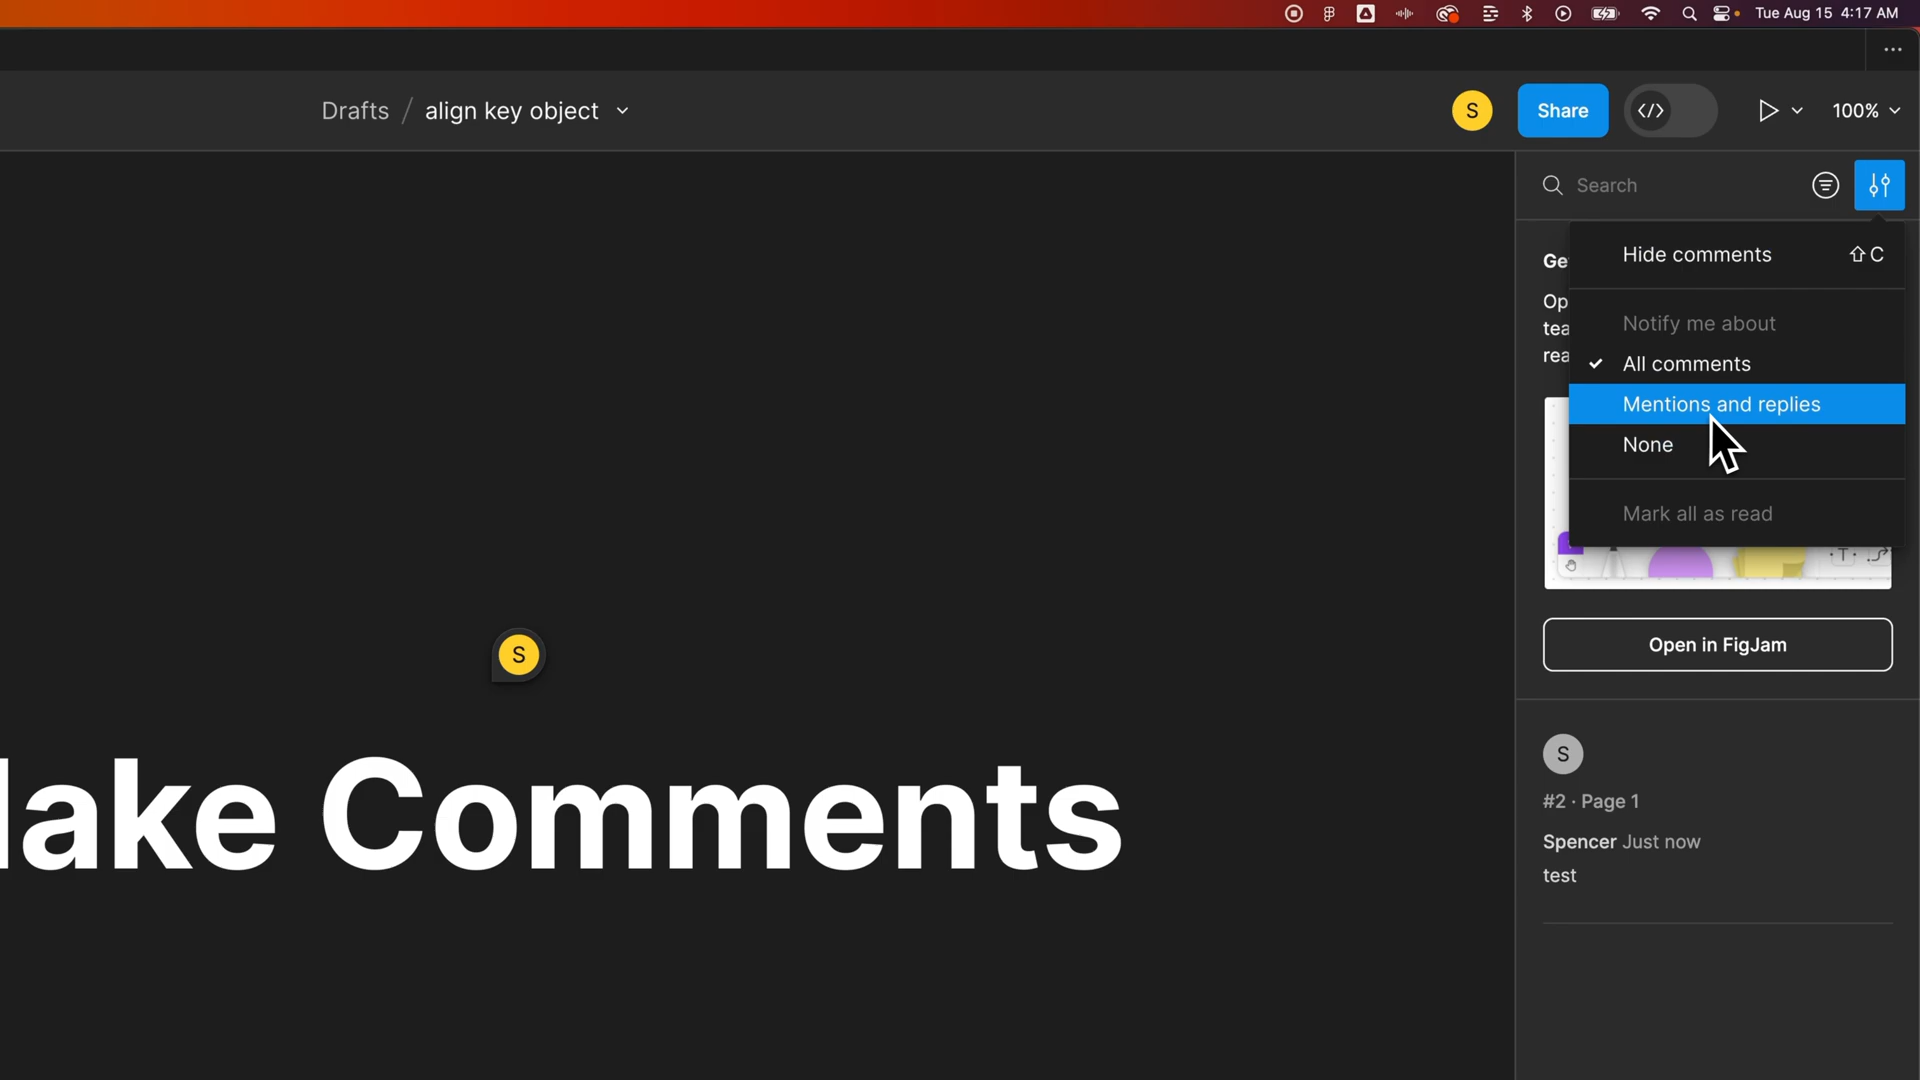 Tue Aug 15 4:17 AM
Drafts / align key object
S
Share
</>
100%
Search
Hide comments ⇧C
Notify me about
✓ All comments
Mentions and replies
None
Mark all as read
Ge
Op
tea
rea
T
Open in FigJam
S
ake Comments
S
#2 · Page 1
Spencer Just now
test